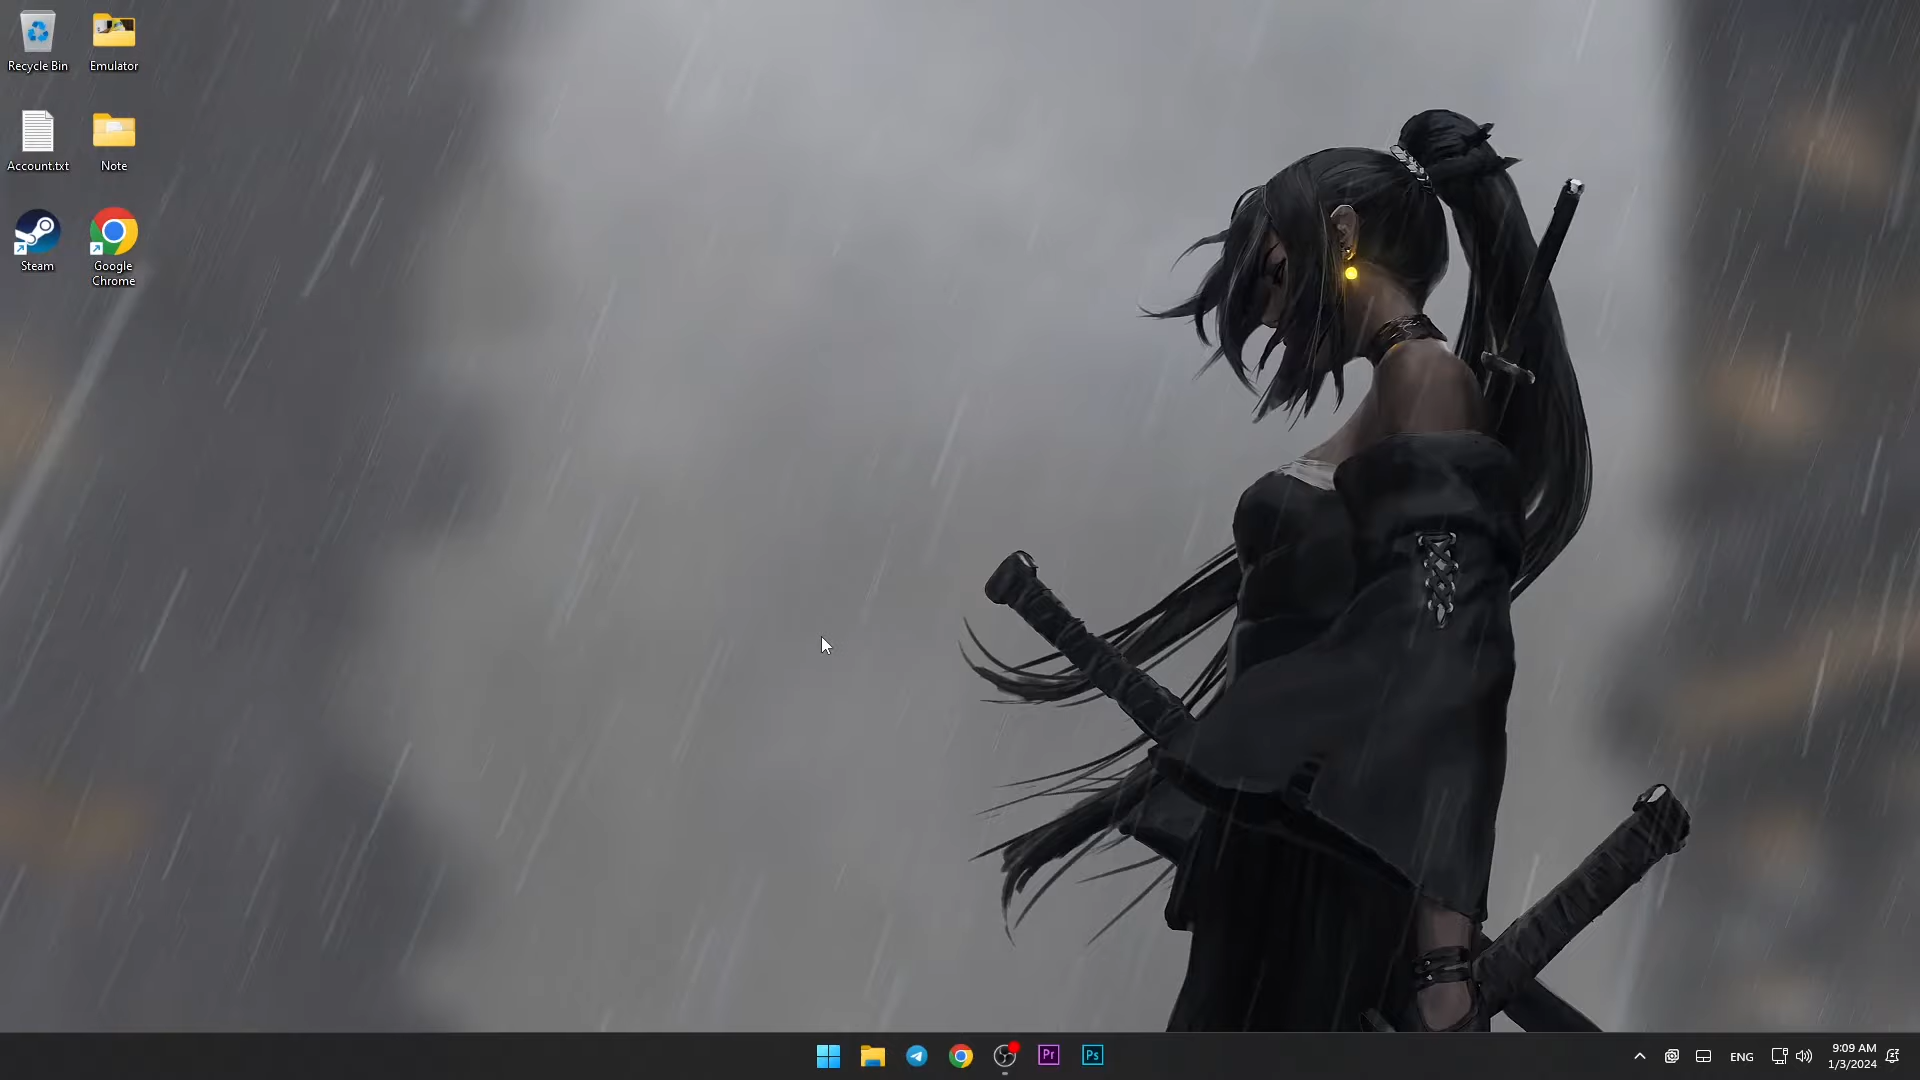 Recycle Bin
Emulator
Account.txt
Note
Steam
Google
Chrome
Pr
Ps
ENG
9:09 AM
1/3/2024